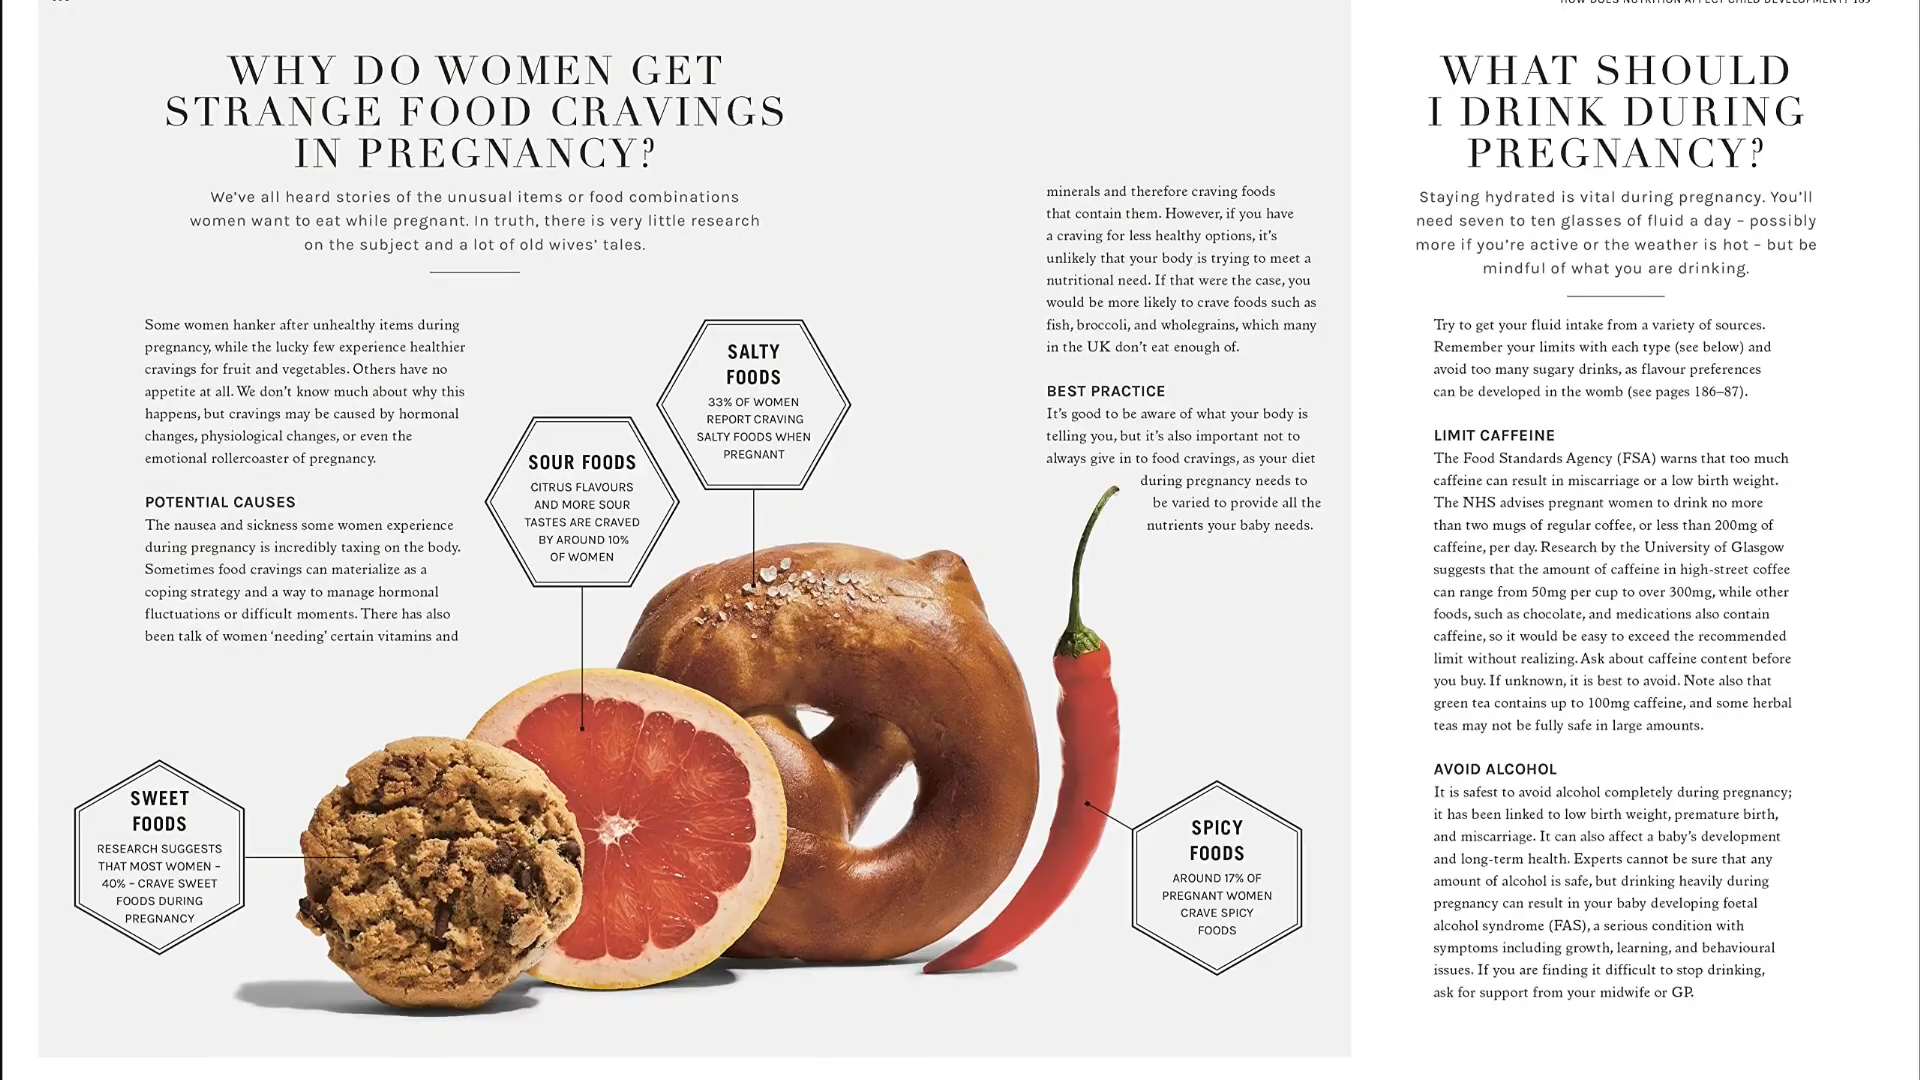 HOW DOES NUTRITION AFFECT CHILD DEVELOPMENT? 189
WHY DO WOMEN GET
STRANGE FOOD CRAVINGS
IN PREGNANCY?
We’ve all heard stories of the unusual items or food combinations
women want to eat while pregnant. In truth, there is very little research
on the subject and a lot of old wives’ tales.
Some women hanker after unhealthy items during
pregnancy, while the lucky few experience healthier
cravings for fruit and vegetables. Others have no
appetite at all. We don’t know much about why this
happens, but cravings may be caused by hormonal
changes, physiological changes, or even the
emotional rollercoaster of pregnancy.
POTENTIAL CAUSES
The nausea and sickness some women experience
during pregnancy is incredibly taxing on the body.
Sometimes food cravings can materialize as a
coping strategy and a way to manage hormonal
fluctuations or difficult moments. There has also
been talk of women ‘needing’ certain vitamins and
minerals and therefore craving foods
that contain them. However, if you have
a craving for less healthy options, it’s
unlikely that your body is trying to meet a
nutritional need. If that were the case, you
would be more likely to crave foods such as
fish, broccoli, and wholegrains, which many
in the UK don’t eat enough of.
BEST PRACTICE
It’s good to be aware of what your body is
telling you, but it’s also important not to
always give in to food cravings, as your diet
during pregnancy needs to
be varied to provide all the
nutrients your baby needs.
SWEET
FOODS
RESEARCH SUGGESTS
THAT MOST WOMEN –
40% – CRAVE SWEET
FOODS DURING
PREGNANCY
SOUR FOODS
CITRUS FLAVOURS
AND MORE SOUR
TASTES ARE CRAVED
BY AROUND 10%
OF WOMEN
SALTY
FOODS
33% OF WOMEN
REPORT CRAVING
SALTY FOODS WHEN
PREGNANT
SPICY
FOODS
AROUND 17% OF
PREGNANT WOMEN
CRAVE SPICY
FOODS
WHAT SHOULD
I DRINK DURING
PREGNANCY?
Staying hydrated is vital during pregnancy. You’ll
need seven to ten glasses of fluid a day – possibly
more if you’re active or the weather is hot – but be
mindful of what you are drinking.
Try to get your fluid intake from a variety of sources.
Remember your limits with each type (see below) and
avoid too many sugary drinks, as flavour preferences
can be developed in the womb (see pages 186–87).
LIMIT CAFFEINE
The Food Standards Agency (FSA) warns that too much
caffeine can result in miscarriage or a low birth weight.
The NHS advises pregnant women to drink no more
than two mugs of regular coffee, or less than 200mg of
caffeine, per day. Research by the University of Glasgow
suggests that the amount of caffeine in high-street coffee
can range from 50mg per cup to over 300mg, while other
foods, such as chocolate, and medications also contain
caffeine, so it would be easy to exceed the recommended
limit without realizing. Ask about caffeine content before
you buy. If unknown, it is best to avoid. Note also that
green tea contains up to 100mg caffeine, and some herbal
teas may not be fully safe in large amounts.
AVOID ALCOHOL
It is safest to avoid alcohol completely during pregnancy;
it has been linked to low birth weight, premature birth,
and miscarriage. It can also affect a baby’s development
and long-term health. Experts cannot be sure that any
amount of alcohol is safe, but drinking heavily during
pregnancy can result in your baby developing foetal
alcohol syndrome (FAS), a serious condition with
symptoms including growth, learning, and behavioural
issues. If you are finding it difficult to stop drinking,
ask for support from your midwife or GP.